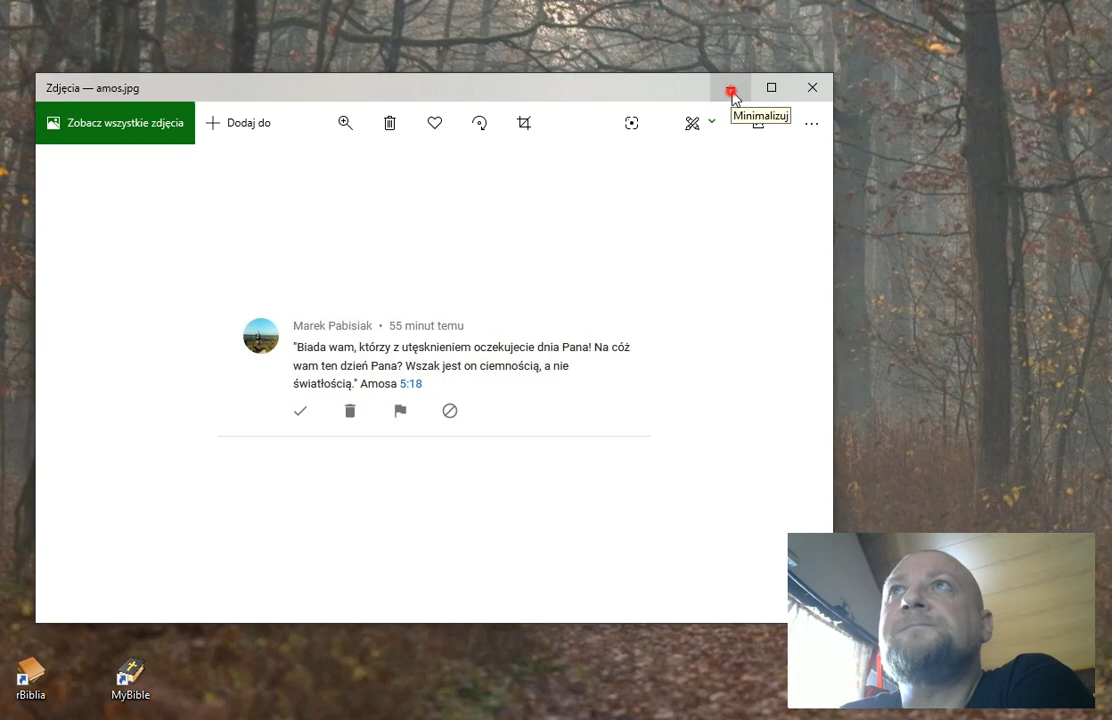 Zdjęcia — amos.jpg
Zobacz wszystkie zdjęcia
Dodaj do
Minimalizuj
Marek Pabisiak • 55 minut temu
"Biada wam, którzy z utęsknieniem oczekujecie dnia Pana! Na cóż
wam ten dzień Pana? Wszak jest on ciemnością, a nie
światłością." Amosa 5:18
rBiblia
MyBible